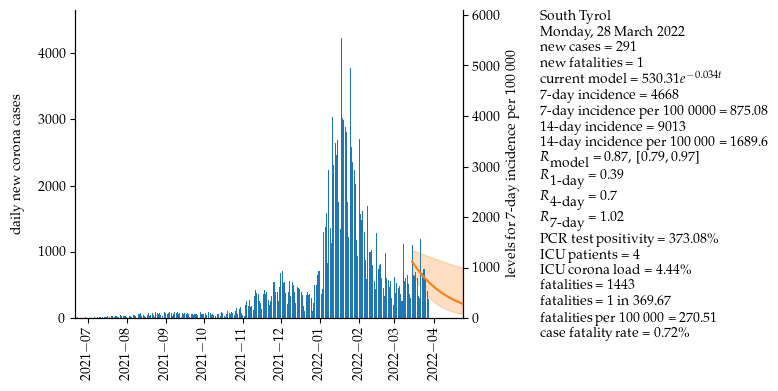 South Tyrol
Monday, 28 March 2022
new cases = 291
new fatalities = 1
current model = 530.31e^−0.034t
7-day incidence = 4668
7-day incidence per 100 0000 = 875.08
14-day incidence = 9013
14-day incidence per 100 000 = 1689.6
R_model = 0.87, [0.79, 0.97]
R_1-day = 0.39
R_4-day = 0.7
R_7-day = 1.02
PCR test positivity = 373.08%
ICU patients = 4
ICU corona load = 4.44%
fatalities = 1443
fatalities = 1 in 369.67
fatalities per 100 000 = 270.51
case fatality rate = 0.72%
daily new corona cases
4000
3000
2000
1000
0
levels for 7-day incidence per 100 000
6000
5000
4000
3000
2000
1000
0
2021−07
2021−08
2021−09
2021−10
2021−11
2021−12
2022−01
2022−02
2022−03
2022−04